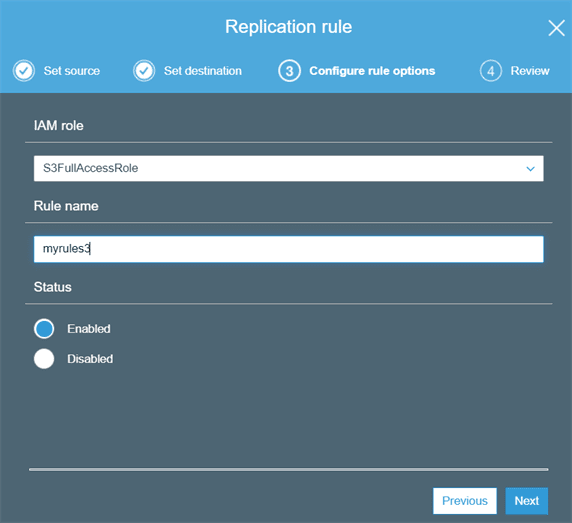 Replication rule
Set source
Set destination
3 Configure rule options
4 Review
IAM role
S3FullAccessRole
Rule name
myrules3
Status
Enabled
Disabled
Previous
Next